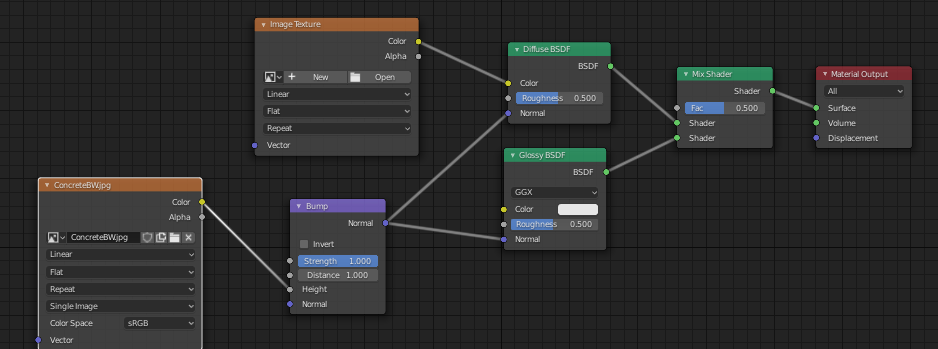 Image Texture
Color
Alpha
New
Open
Linear
Flat
Repeat
Vector
ConcreteBW.jpg
Color
Alpha
ConcreteBW.jpg
Linear
Flat
Repeat
Single Image
Color Space sRGB
Vector
Bump
Normal
Invert
Strength 1.000
Distance 1.000
Height
Normal
Diffuse BSDF
BSDF
Color
Roughness 0.500
Normal
Glossy BSDF
BSDF
GGX
Color
Roughness 0.500
Normal
Mix Shader
Shader
Fac 0.500
Shader
Shader
Material Output
All
Surface
Volume
Displacement